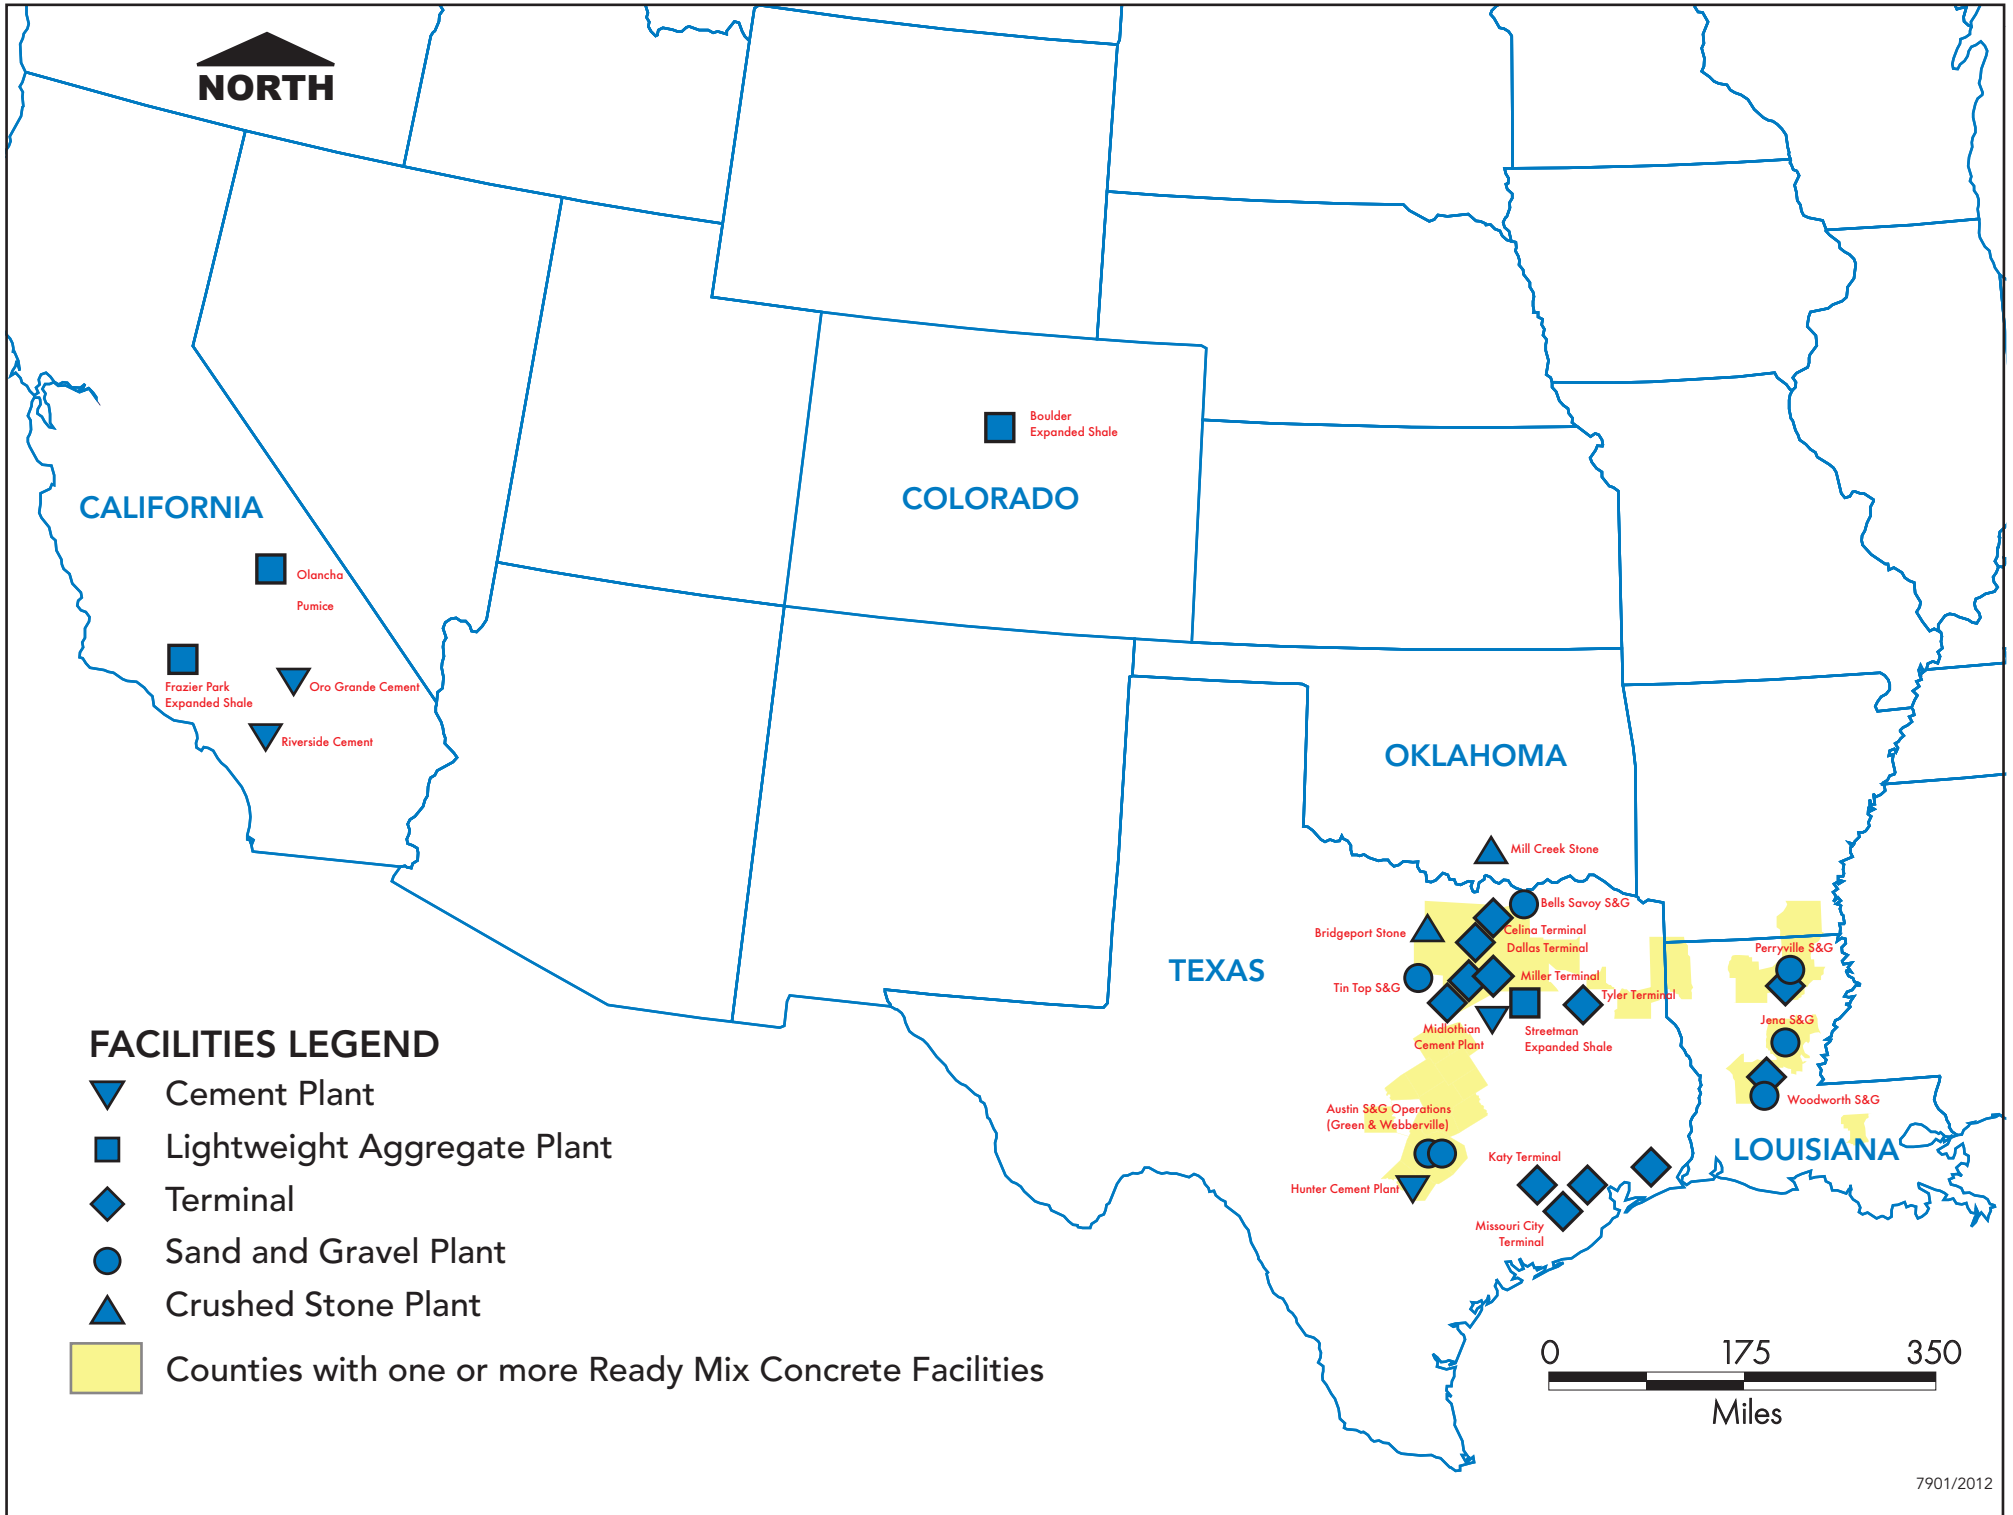 NORTH
Boulder
Expanded Shale
COLORADO
CALIFORNIA
Olancha
Pumice
Frazier Park
Expanded Shale
Oro Grande Cement
Riverside Cement
OKLAHOMA
Mill Creek Stone
Bells Savoy S&G
Bridgeport Stone
Celina Terminal
Dallas Terminal
Perryville S&G
TEXAS
Tin Top S&G
Miller Terminal
Tyler Terminal
Midlothian
Cement Plant
Streetman
Expanded Shale
Jena S&G
Woodworth S&G
Austin S&G Operations
(Green & Webberville)
LOUISIANA
Katy Terminal
Hunter Cement Plant
Missouri City
Terminal
FACILITIES LEGEND
Cement Plant
Lightweight Aggregate Plant
Terminal
Sand and Gravel Plant
Crushed Stone Plant
Counties with one or more Ready Mix Concrete Facilities
0 175 350
Miles
7901/2012